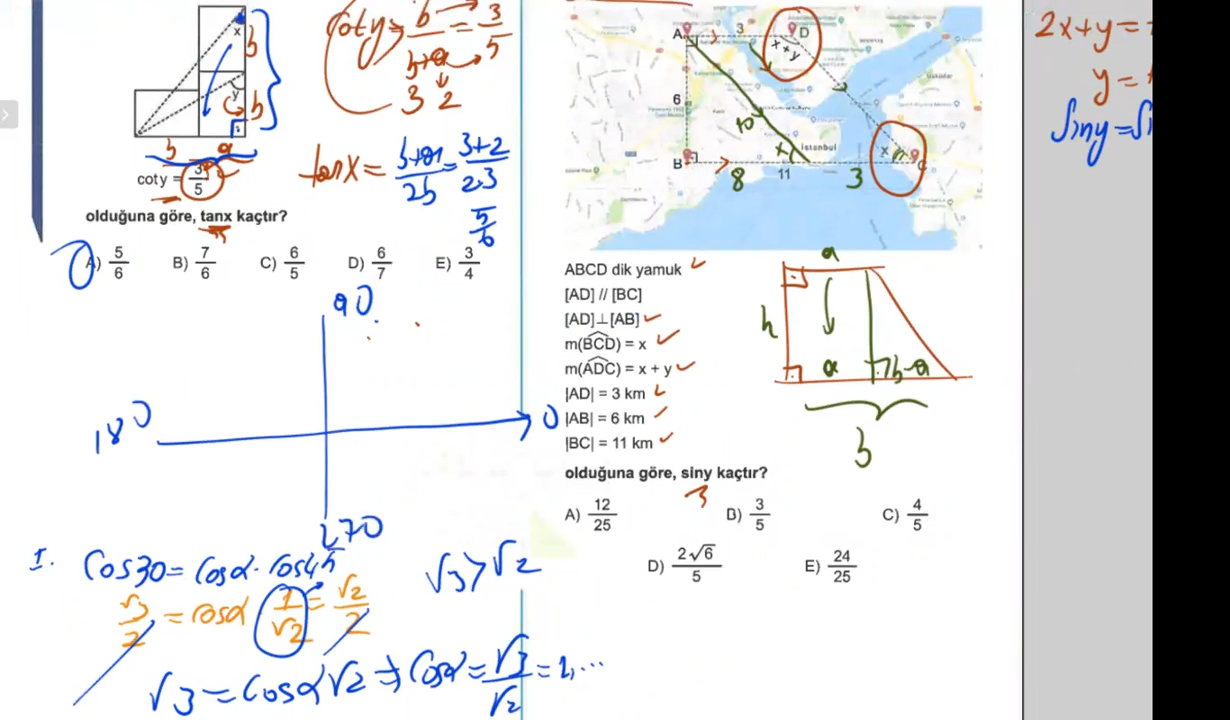 x
b
y
b
b
a
cot y = b / b+a = 3 / 5
3 2
cot y = 3/5
tanx = b+a / 2b = 3+2 / 2.3
5/6
olduğuna göre, tanx kaçtır?
A) 5/6 B) 7/6 C) 6/5 D) 6/7 E) 3/4
90
180
0
270
I. Cos30 = cosα . cos45
√3/2 = cosα 1/√2 = √2/2
√3 > √2
√3 = cosα √2 ⇒ cosα = √3/√2 = 1,...
A 3 D
x+y
6
10
İstanbul
Üsküdar
x
x
C
B 8 11 3
ABCD dik yamuk
[AD] // [BC]
[AD]⊥[AB]
m(BCD) = x
m(ADC) = x + y
|AD| = 3 km
|AB| = 6 km
|BC| = 11 km
a
h
a b-a
b
olduğuna göre, siny kaçtır?
A) 12/25 B) 3/5 C) 4/5
D) 2√6/5 E) 24/25
2x+y =
y =
siny =